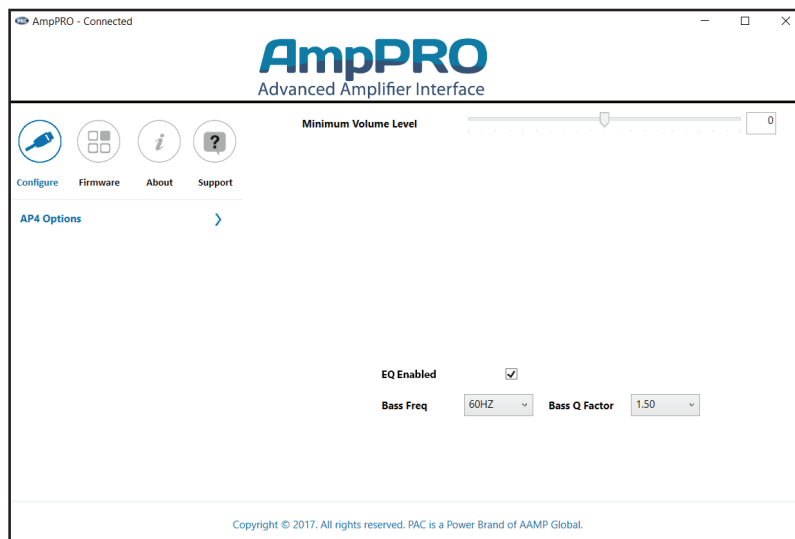 PAC AmpPRO - Connected
AmpPRO
Advanced Amplifier Interface
Minimum Volume Level 0
i ?
Configure Firmware About Support
AP4 Options
EQ Enabled
Bass Freq 60HZ Bass Q Factor 1.50
Copyright © 2017. All rights reserved. PAC is a Power Brand of AAMP Global.